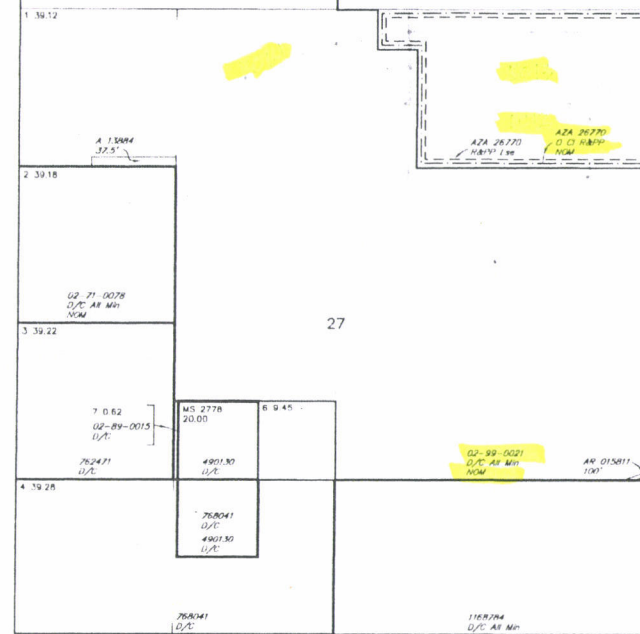 1 39.12
A 13884
37.5'
AZA 26770
R&PP Lse
AZA 26770
O Cl R&PP
NOM
2 39.18
02-71-0078
D/C All Min
NOM
3 39.22
27
7 0.62
02-89-0015
D/C
MS 2778
20.00
6 9.45
762471
D/C
490130
D/C
02-99-0021
D/C All Min
NOM
AR 015811
100'
4 39.28
768041
D/C
490130
D/C
768041
D/C
1168784
D/C All Min